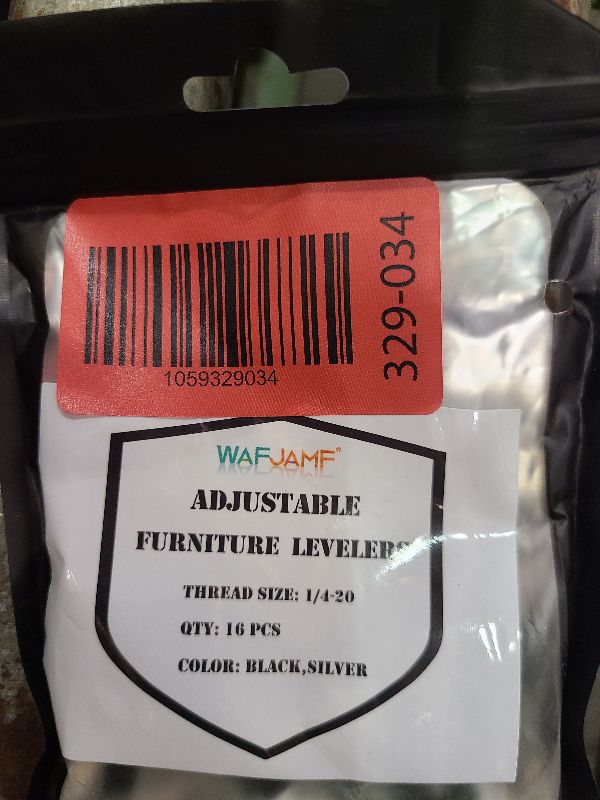 1059329034
329-034
WAFJAMF®
ADJUSTABLE
FURNITURE LEVELERS
THREAD SIZE: 1/4-20
QTY: 16 PCS
COLOR: BLACK,SILVER